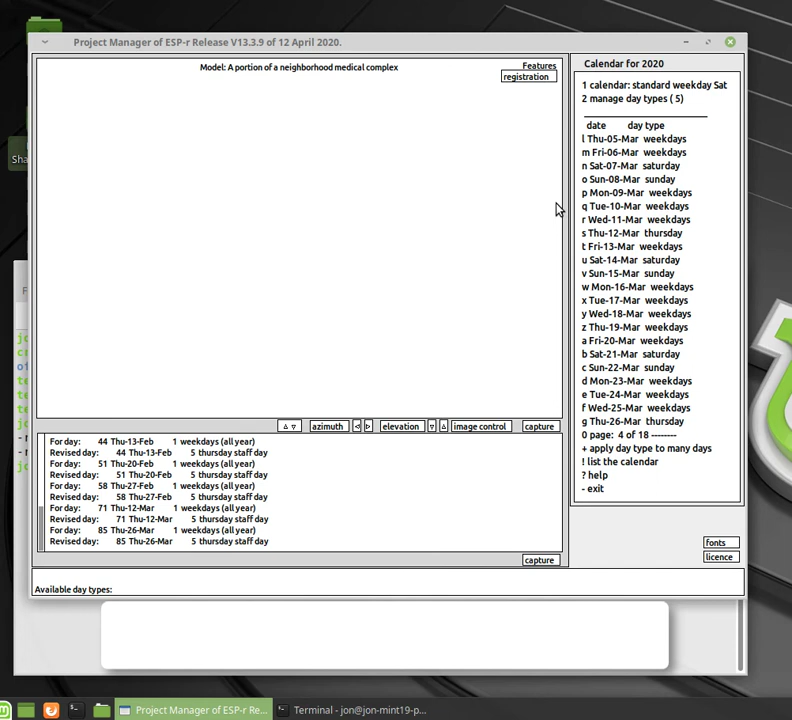 Project Manager of ESP-r Release V13.3.9 of 12 April 2020.
Model: A portion of a neighborhood medical complex
Features
registration
Calendar for 2020
1 calendar: standard weekday Sat
2 manage day types ( 5)
date day type
l Thu-05-Mar weekdays
m Fri-06-Mar weekdays
n Sat-07-Mar saturday
o Sun-08-Mar sunday
p Mon-09-Mar weekdays
q Tue-10-Mar weekdays
r Wed-11-Mar weekdays
s Thu-12-Mar thursday
t Fri-13-Mar weekdays
u Sat-14-Mar saturday
v Sun-15-Mar sunday
w Mon-16-Mar weekdays
x Tue-17-Mar weekdays
y Wed-18-Mar weekdays
z Thu-19-Mar weekdays
a Fri-20-Mar weekdays
b Sat-21-Mar saturday
c Sun-22-Mar sunday
d Mon-23-Mar weekdays
e Tue-24-Mar weekdays
f Wed-25-Mar weekdays
g Thu-26-Mar thursday
0 page: 4 of 18 --------
+ apply day type to many days
! list the calendar
? help
- exit
azimuth
elevation
image control
capture
For day: 44 Thu-13-Feb 1 weekdays (all year)
Revised day: 44 Thu-13-Feb 5 thursday staff day
For day: 51 Thu-20-Feb 1 weekdays (all year)
Revised day: 51 Thu-20-Feb 5 thursday staff day
For day: 58 Thu-27-Feb 1 weekdays (all year)
Revised day: 58 Thu-27-Feb 5 thursday staff day
For day: 71 Thu-12-Mar 1 weekdays (all year)
Revised day: 71 Thu-12-Mar 5 thursday staff day
For day: 85 Thu-26-Mar 1 weekdays (all year)
Revised day: 85 Thu-26-Mar 5 thursday staff day
capture
fonts
licence
Available day types:
Sha
F
jo
cr
of
te
te
te
jo
jo
Project Manager of ESP-r Re...
Terminal - jon@jon-mint19-p...